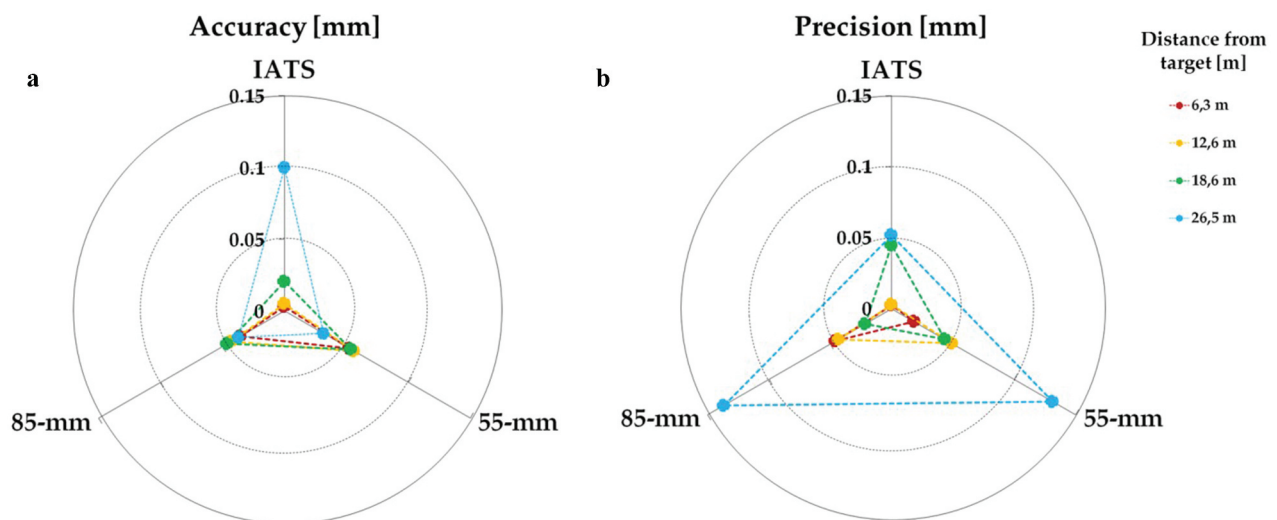 Accuracy [mm]
a
IATS
0.15
0.1
0.05
0
85-mm
55-mm
Precision [mm]
b
IATS
0.15
0.1
0.05
0
85-mm
55-mm
Distance from
target [m]
6,3 m
12,6 m
18,6 m
26,5 m